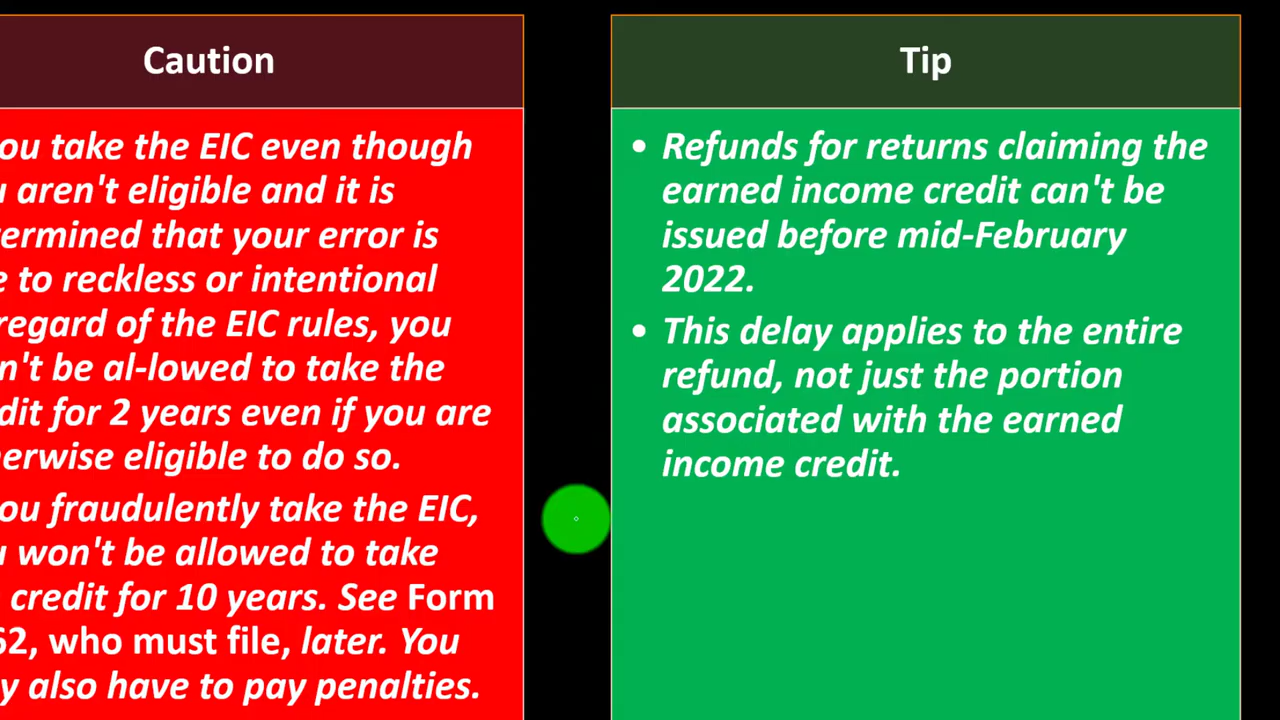 Caution
ou take the EIC even though
aren't eligible and it is
ermined that your error is
to reckless or intentional
regard of the EIC rules, you
n't be al-lowed to take the
dit for 2 years even if you are
erwise eligible to do so.
ou fraudulently take the EIC,
won't be allowed to take
credit for 10 years. See Form
62, who must file, later. You
y also have to pay penalties.
Tip
• Refunds for returns claiming the
earned income credit can't be
issued before mid-February
2022.
• This delay applies to the entire
refund, not just the portion
associated with the earned
income credit.